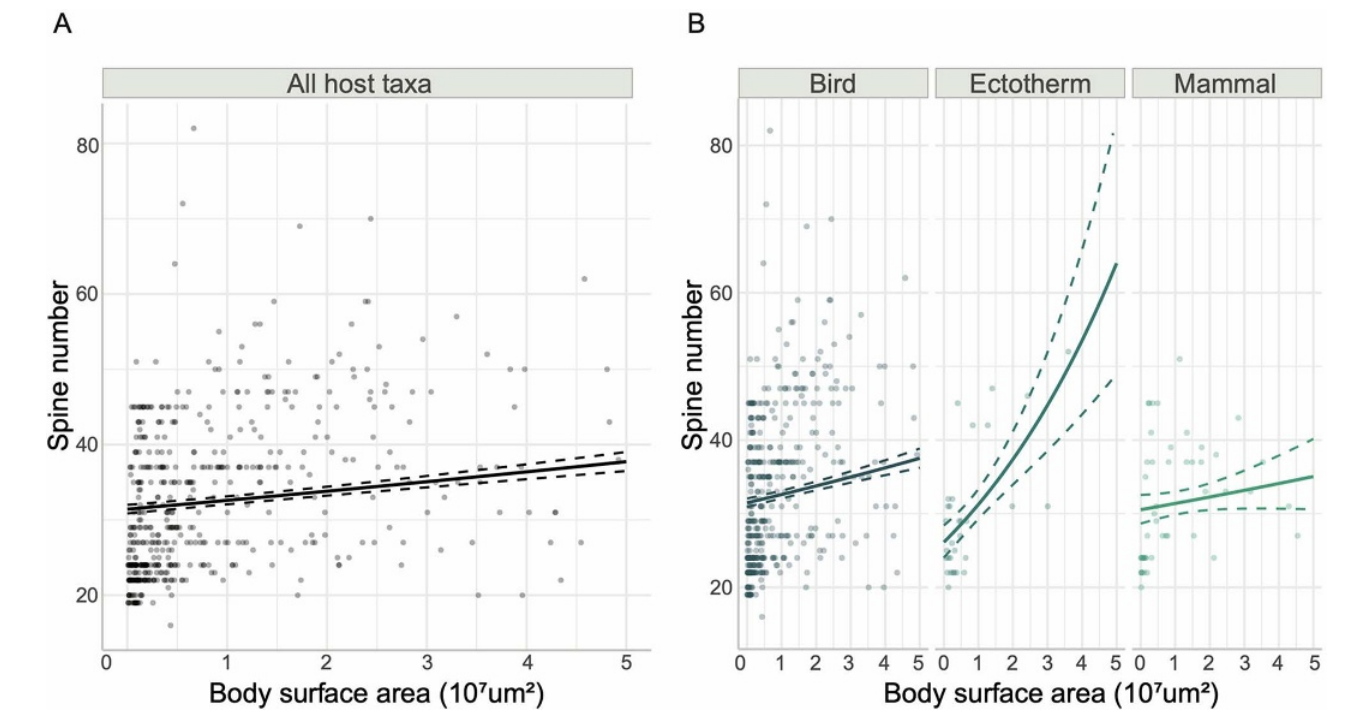 A
B
All host taxa
Bird
Ectotherm
Mammal
Spine number
80
60
40
20
0 1 2 3 4 5
Body surface area (10⁷um²)
Spine number
80
60
40
20
0 1 2 3 4 5
0 1 2 3 4 5
0 1 2 3 4 5
Body surface area (10⁷um²)